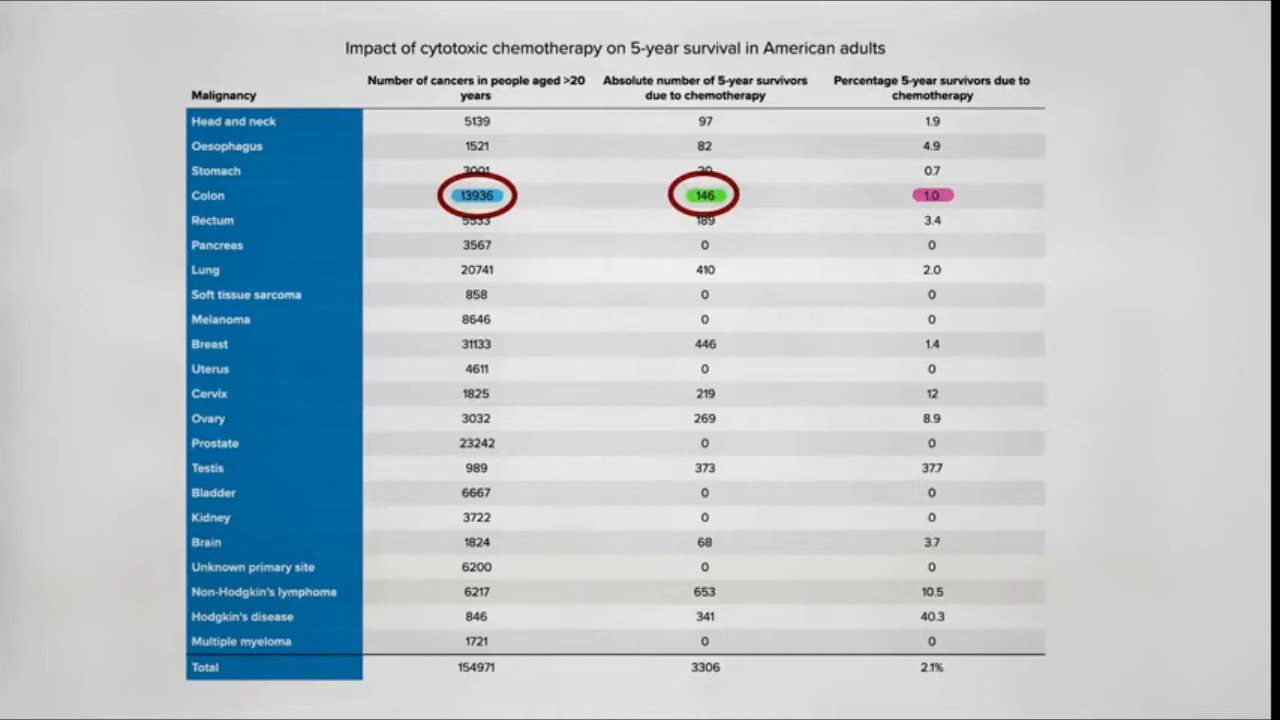 Impact of cytotoxic chemotherapy on 5-year survival in American adults
Malignancy Number of cancers in people aged >20 years Absolute number of 5-year survivors due to chemotherapy Percentage 5-year survivors due to chemotherapy
Head and neck 5139 97 1.9
Oesophagus 1521 82 4.9
Stomach 3001 20 0.7
Colon 13936 146 1.0
Rectum 5533 189 3.4
Pancreas 3567 0 0
Lung 20741 410 2.0
Soft tissue sarcoma 858 0 0
Melanoma 8646 0 0
Breast 31133 446 1.4
Uterus 4611 0 0
Cervix 1825 219 12
Ovary 3032 269 8.9
Prostate 23242 0 0
Testis 989 373 37.7
Bladder 6667 0 0
Kidney 3722 0 0
Brain 1824 68 3.7
Unknown primary site 6200 0 0
Non-Hodgkin's lymphoma 6217 653 10.5
Hodgkin's disease 846 341 40.3
Multiple myeloma 1721 0 0
Total 154971 3306 2.1%